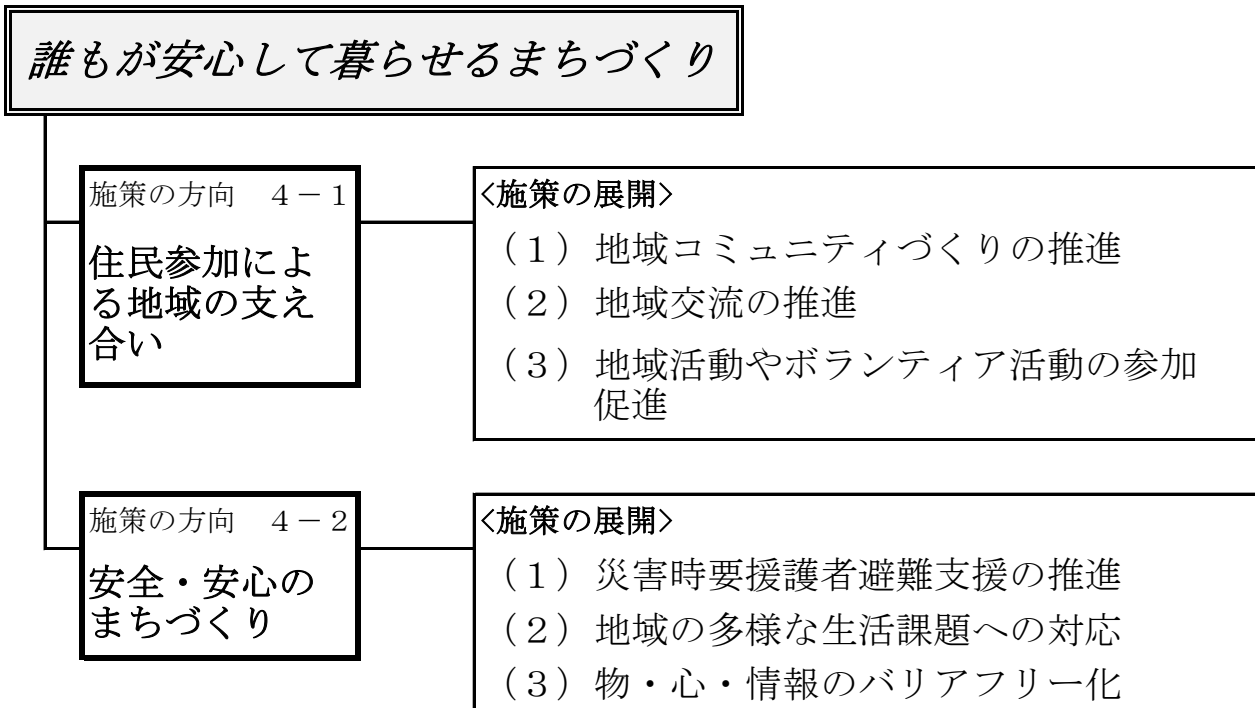 誰もが安心して暮らせるまちづくり
施策の方向　４－１
住民参加によ
る地域の支え
合い
<施策の展開>
（１）地域コミュニティづくりの推進
（２）地域交流の推進
（３）地域活動やボランティア活動の参加
促進
施策の方向　４－２
安全・安心の
まちづくり
<施策の展開>
（１）災害時要援護者避難支援の推進
（２）地域の多様な生活課題への対応
（３）物・心・情報のバリアフリー化